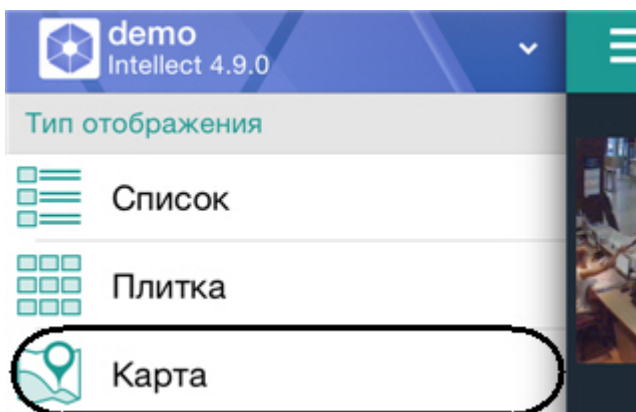 demo
Intellect 4.9.0
Тип отображения
Список
Плитка
Карта